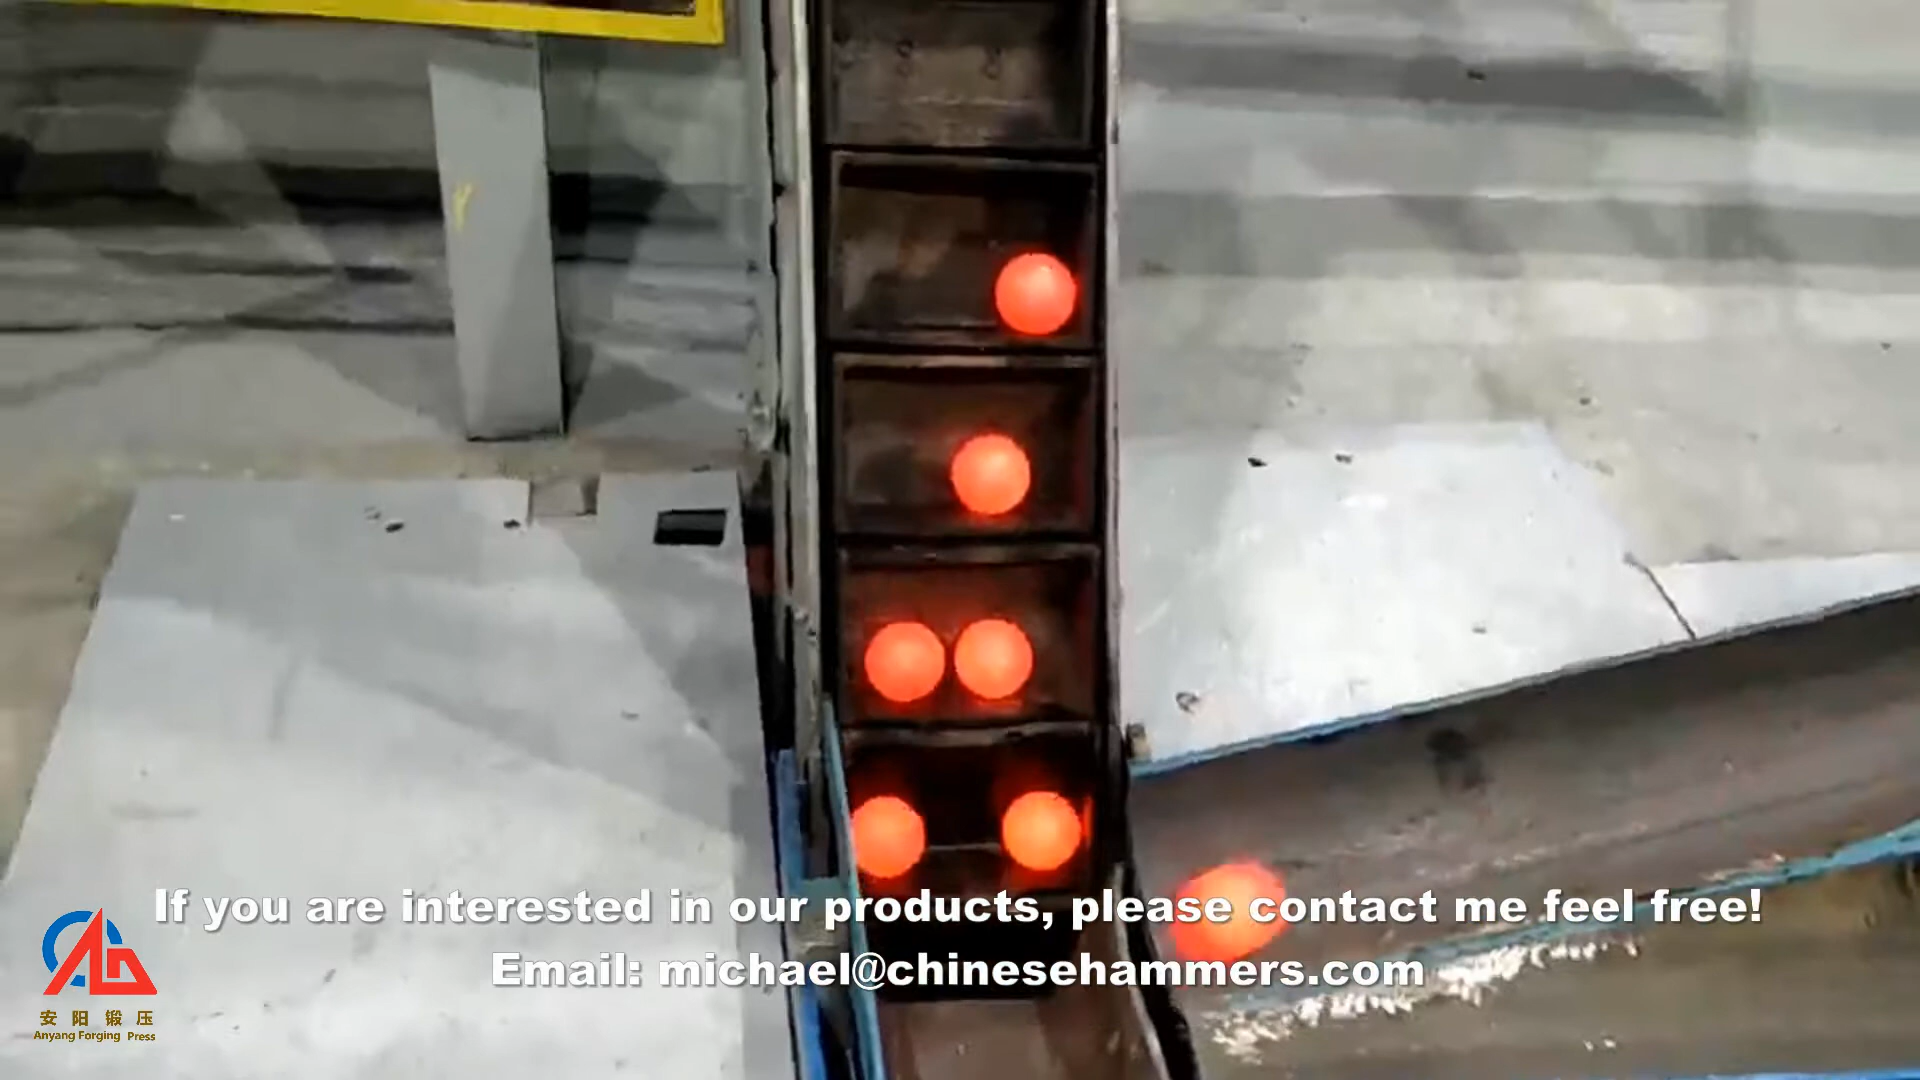 If you are interested in our products, please contact me feel free!
Email: michael@chinesehammers.com
安阳锻压
Anyang Forging Press